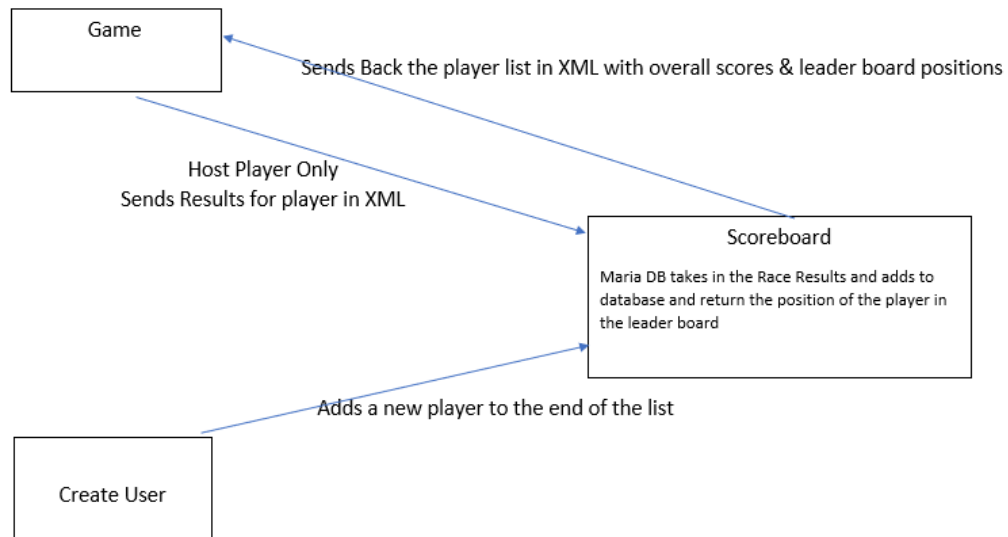 Game
Sends Back the player list in XML with overall scores & leader board positions
Host Player Only
Sends Results for player in XML
Scoreboard
Maria DB takes in the Race Results and adds to
database and return the position of the player in
the leader board
Adds a new player to the end of the list
Create User